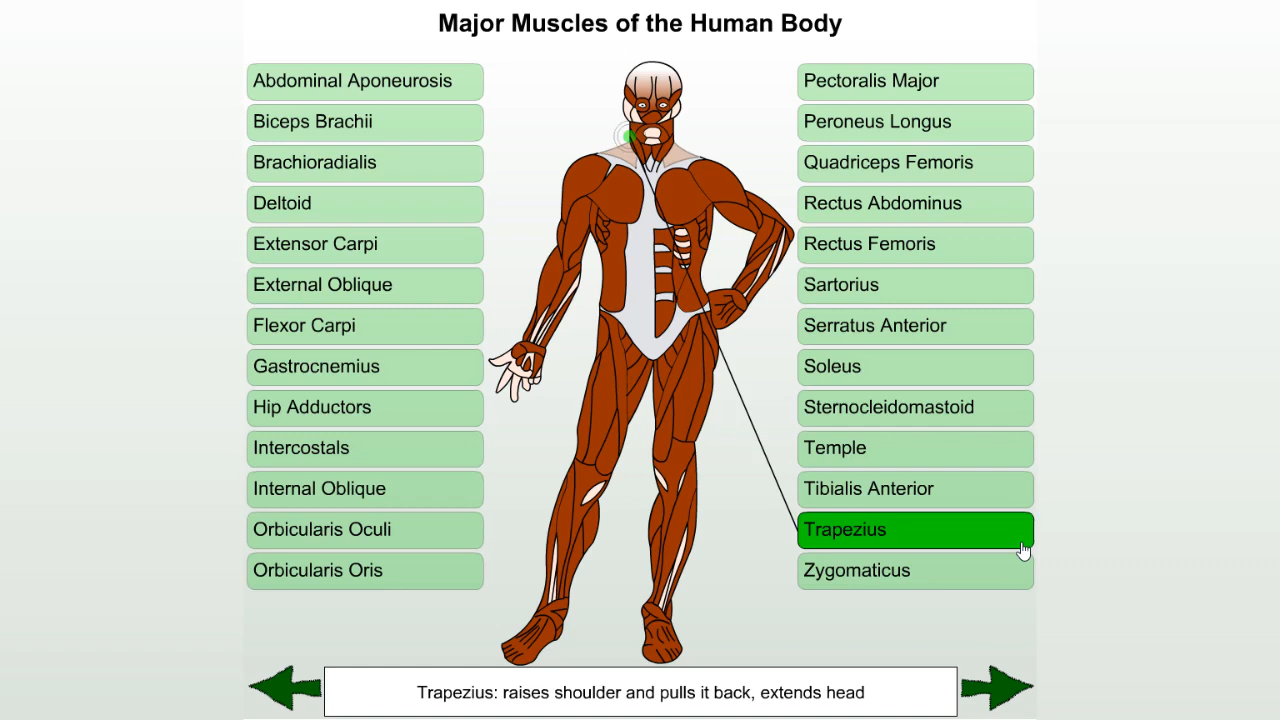 Major Muscles of the Human Body
Abdominal Aponeurosis
Biceps Brachii
Brachioradialis
Deltoid
Extensor Carpi
External Oblique
Flexor Carpi
Gastrocnemius
Hip Adductors
Intercostals
Internal Oblique
Orbicularis Oculi
Orbicularis Oris
Pectoralis Major
Peroneus Longus
Quadriceps Femoris
Rectus Abdominus
Rectus Femoris
Sartorius
Serratus Anterior
Soleus
Sternocleidomastoid
Temple
Tibialis Anterior
Trapezius
Zygomaticus
Trapezius: raises shoulder and pulls it back, extends head